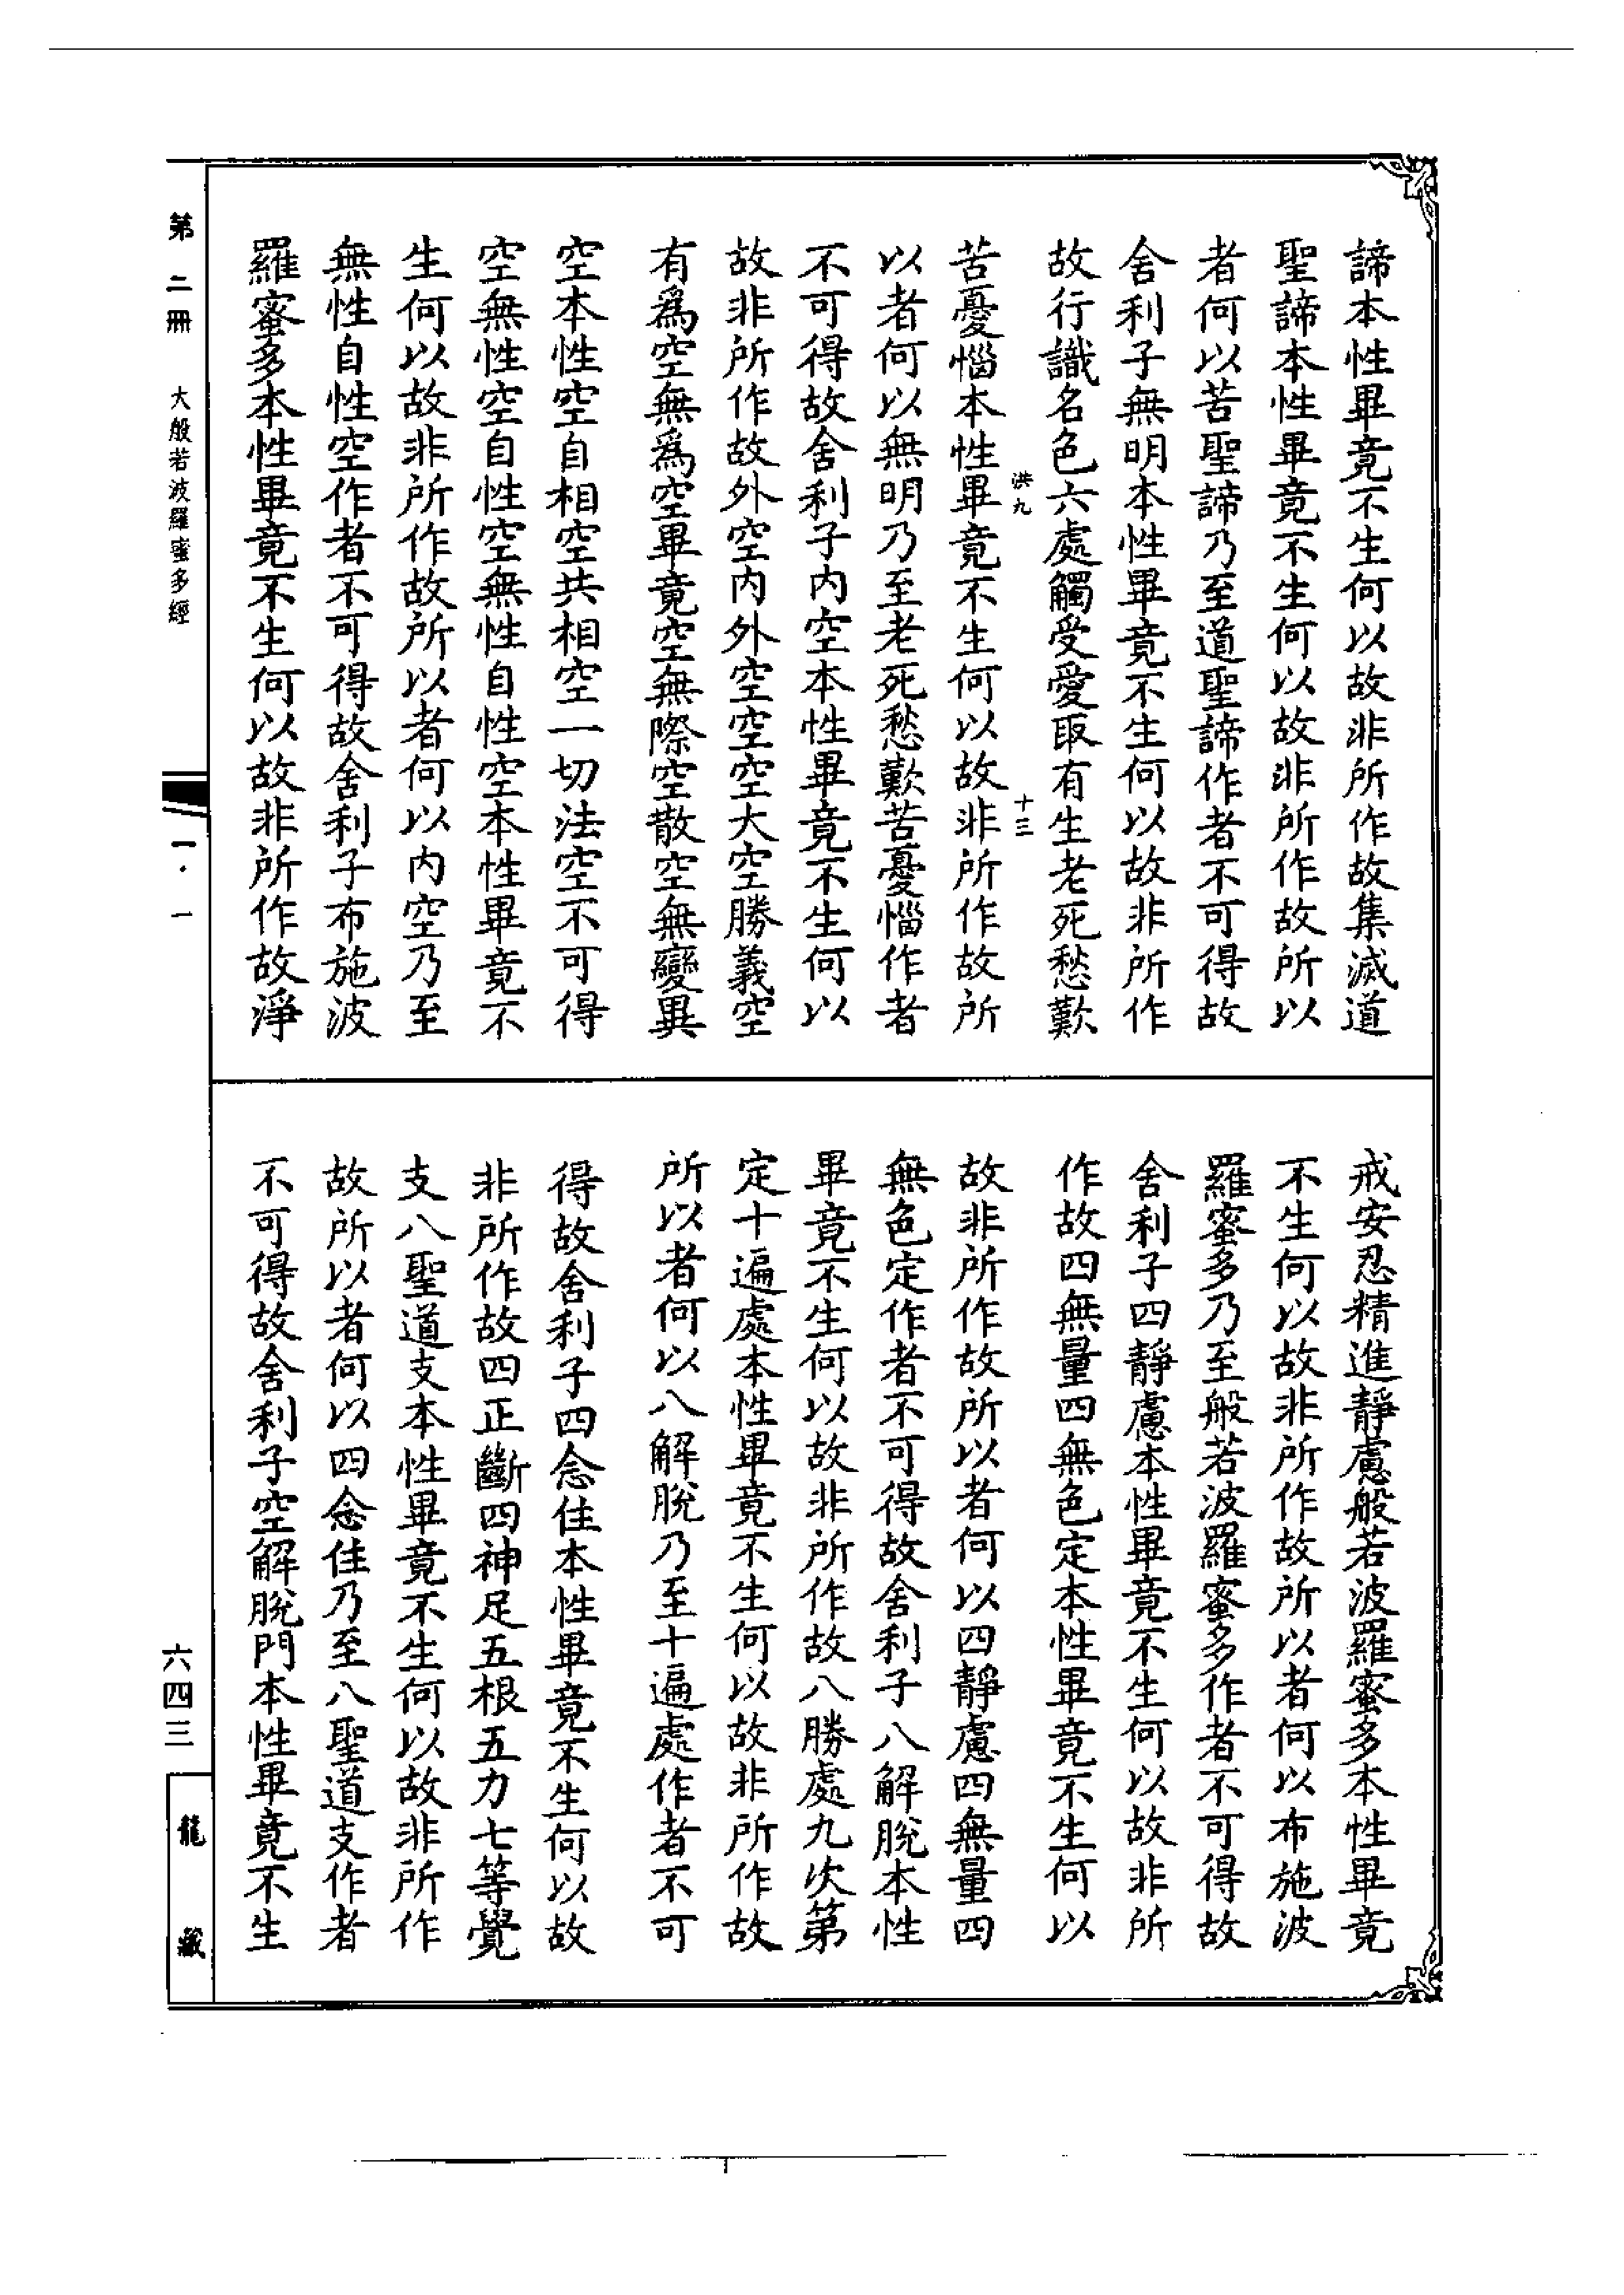 諦本性畢竟不生何以故非所作故集滅道
聖諦本性畢竟不生何以故非所作故所以
者何以苦聖諦乃至道聖諦作者不可得故
舍利子無明本性畢竟不生何以故非所作
故行識名色六處觸受愛取有生老死愁歎
洪九
十三
苦憂惱本性畢竟不生何以故非所作故所
以者何以無明乃至老死愁歎苦憂惱作者
不可得故舍利子內空本性畢竟不生何以
故非所作故外空內外空空空大空勝義空
有為空無為空畢竟空無際空散空無變異
空本性空自相空共相空一切法空不可得
空無性空自性空無性自性空本性畢竟不
生何以故非所作故所以者何以內空乃至
無性自性空作者不可得故舍利子布施波
羅蜜多本性畢竟不生何以故非所作故淨
戒安忍精進靜慮般若波羅蜜多本性畢竟
不生何以故非所作故所以者何以布施波
羅蜜多乃至般若波羅蜜多作者不可得故
舍利子四靜慮本性畢竟不生何以故非所
作故四無量四無色定本性畢竟不生何以
故非所作故所以者何以四靜慮四無量四
無色定作者不可得故舍利子八解脫本性
畢竟不生何以故非所作故八勝處九次第
定十遍處本性畢竟不生何以故非所作故
所以者何以八解脫乃至十遍處作者不可
得故舍利子四念住本性畢竟不生何以故
非所作故四正斷四神足五根五力七等覺
支八聖道支本性畢竟不生何以故非所作
故所以者何以四念住乃至八聖道支作者
不可得故舍利子空解脫門本性畢竟不生
第二冊 大般若波羅蜜多經
一·一
六四三
龍藏